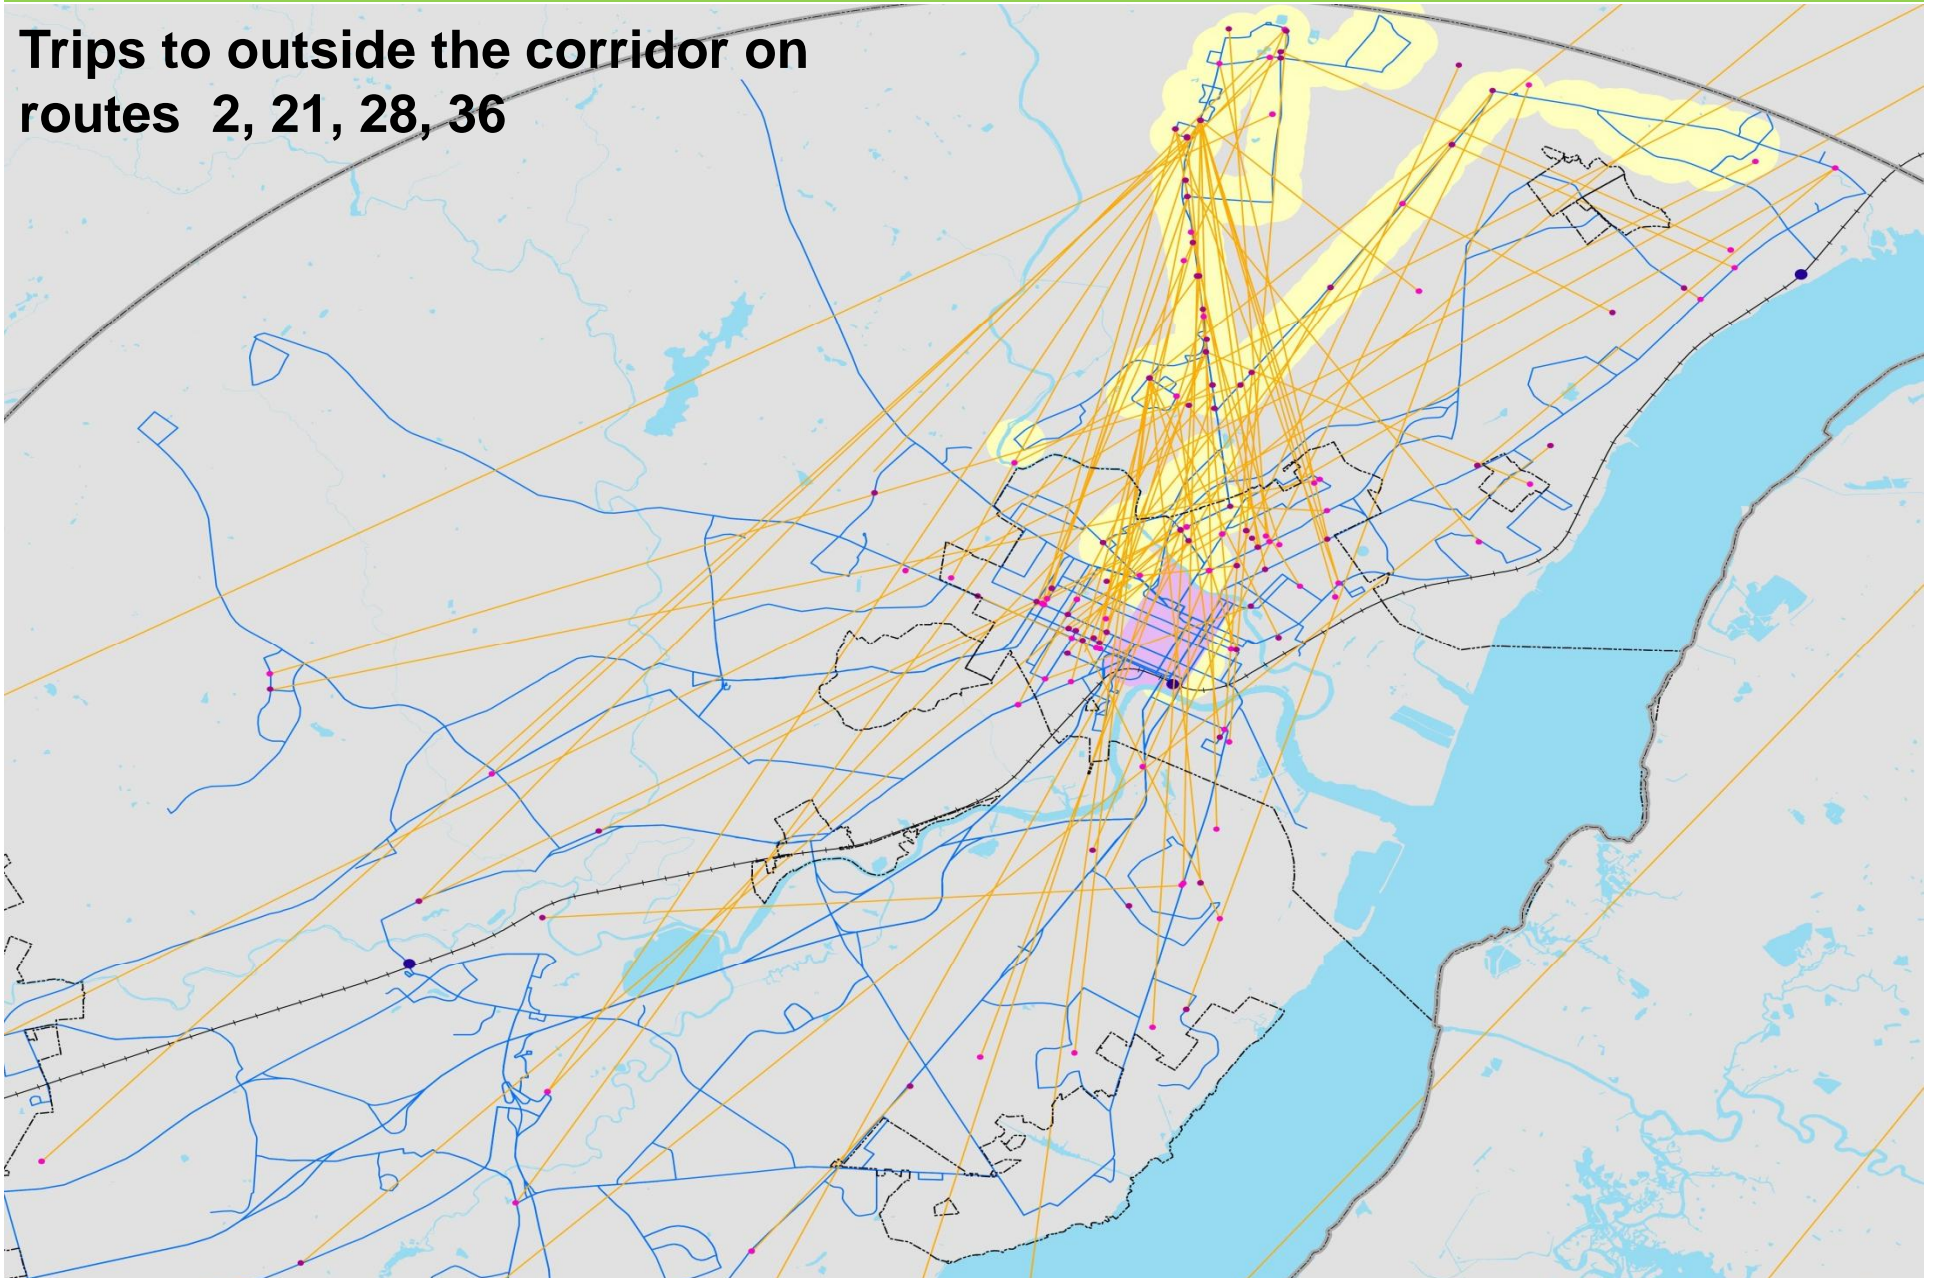 Trips to outside the corridor on
routes 2, 21, 28, 36